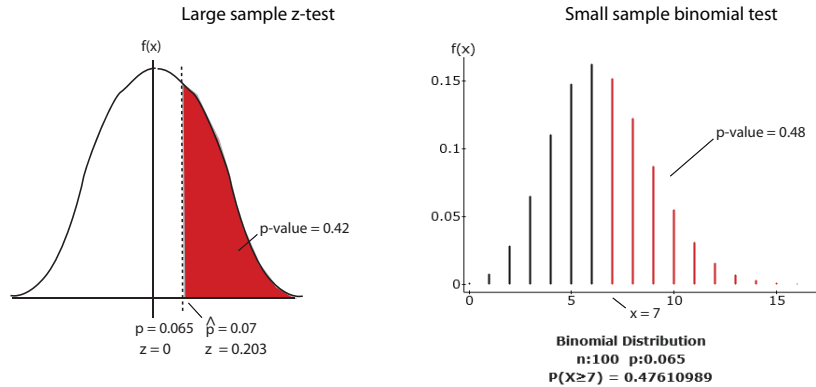 Large sample z-test
f(x)
p-value = 0.42
p = 0.065
p̂ = 0.07
z = 0
z = 0.203
Small sample binomial test
f(x)
0.15
0.1
0.05
0
p-value = 0.48
0
5
10
15
x = 7
Binomial Distribution
n:100 p:0.065
P(X≥7) = 0.47610989